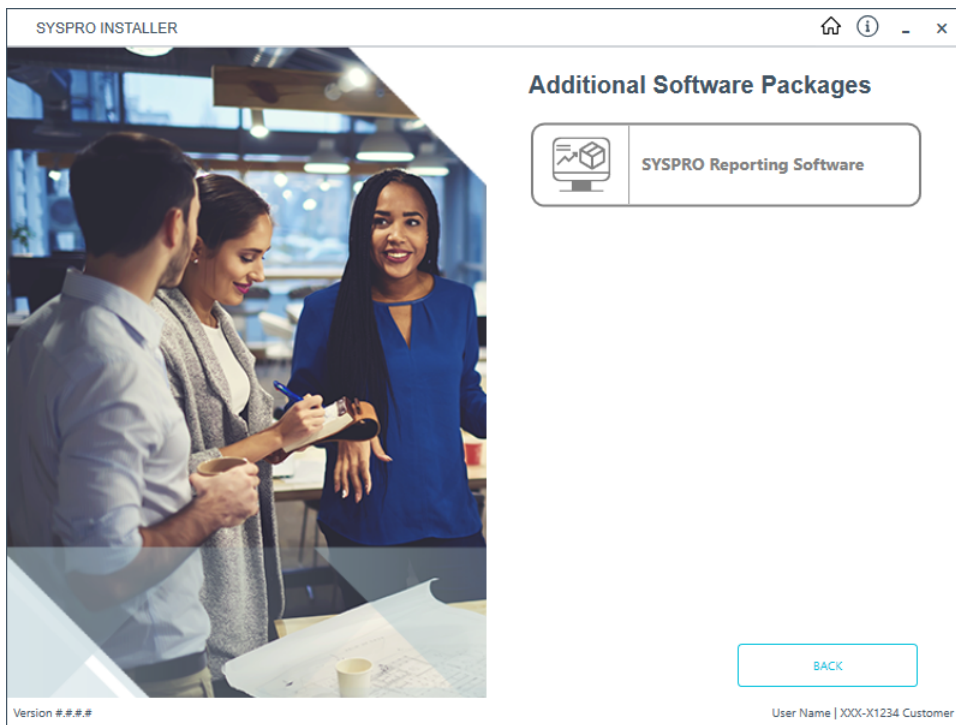 SYSPRO INSTALLER
Additional Software Packages
SYSPRO Reporting Software
BACK
Version #.#.#.#
User Name | XXX-X1234 Customer